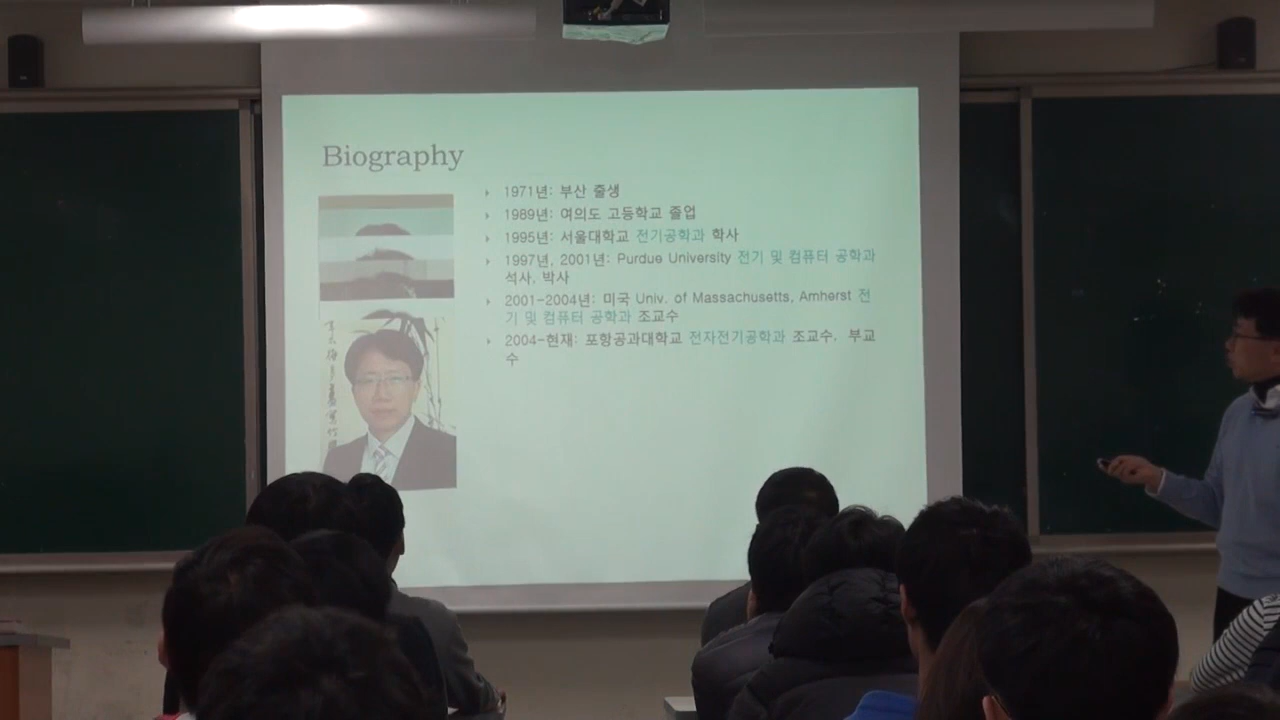 Biography
1971년: 부산 출생
1989년: 여의도 고등학교 졸업
1995년: 서울대학교 전기공학과 학사
1997년, 2001년: Purdue University 전기 및 컴퓨터 공학과
석사, 박사
2001-2004년: 미국 Univ. of Massachusetts, Amherst 전
기 및 컴퓨터 공학과 조교수
2004-현재: 포항공과대학교 전자전기공학과 조교수, 부교
수